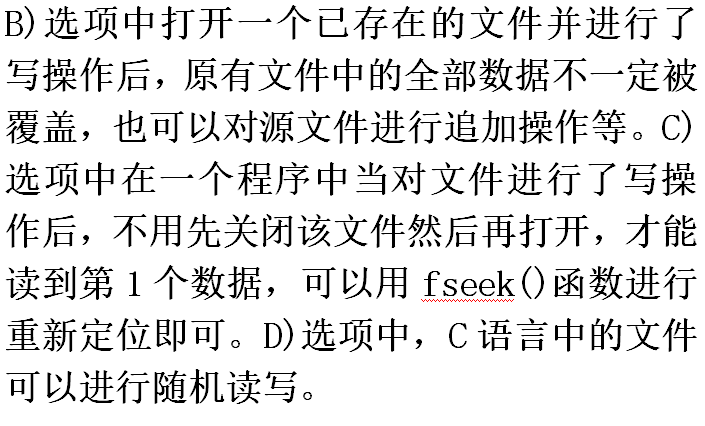 B)选项中打开一个已存在的文件并进行了
写操作后，原有文件中的全部数据不一定被
覆盖，也可以对源文件进行追加操作等。C)
选项中在一个程序中当对文件进行了写操
作后，不用先关闭该文件然后再打开，才能
读到第1个数据，可以用fseek()函数进行
重新定位即可。D)选项中，C语言中的文件
可以进行随机读写。